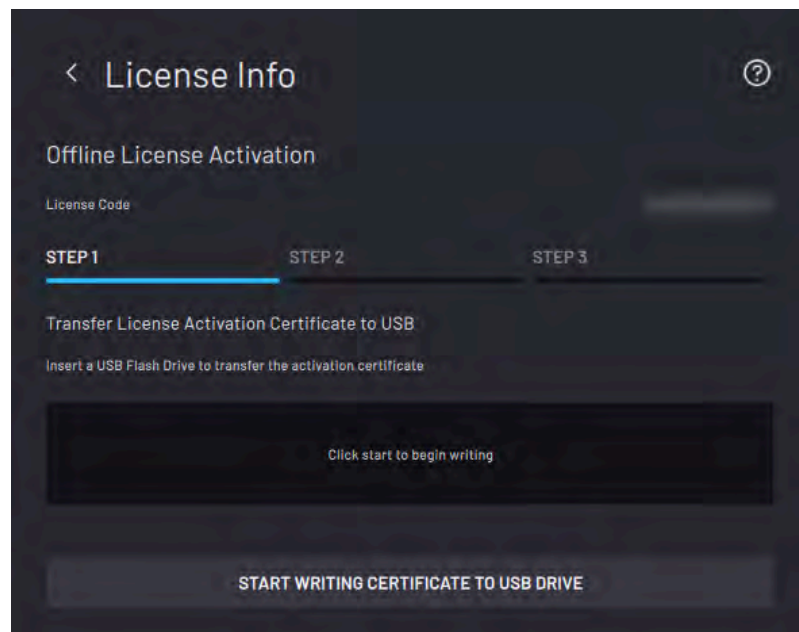 License Info
Offline License Activation
License Code
STEP 1 STEP 2 STEP 3
Transfer License Activation Certificate to USB
Insert a USB Flash Drive to transfer the activation certificate
Click start to begin writing
START WRITING CERTIFICATE TO USB DRIVE